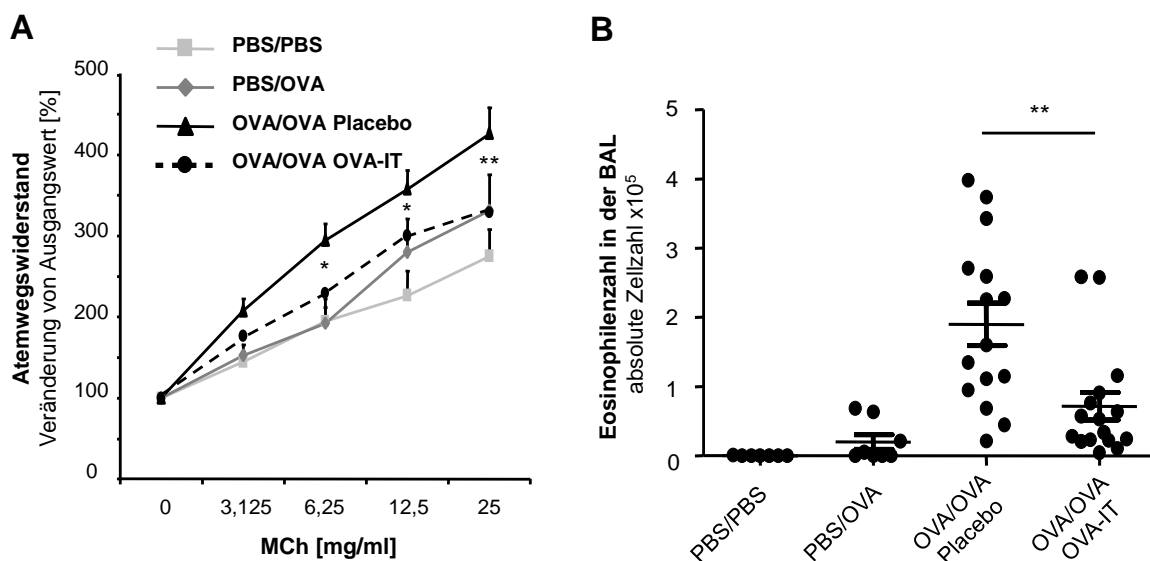 A
PBS/PBS
PBS/OVA
OVA/OVA Placebo
OVA/OVA OVA-IT
Atemwegswiderstand
Veränderung von Ausgangswert [%]
500
400
300
200
100
0
*
*
**
0 3,125 6,25 12,5 25
MCh [mg/ml]
B
**
Eosinophilenzahl in der BAL
absolute Zellzahl x10⁵
5
4
3
2
1
0
PBS/PBS
PBS/OVA
OVA/OVA
Placebo
OVA/OVA
OVA-IT